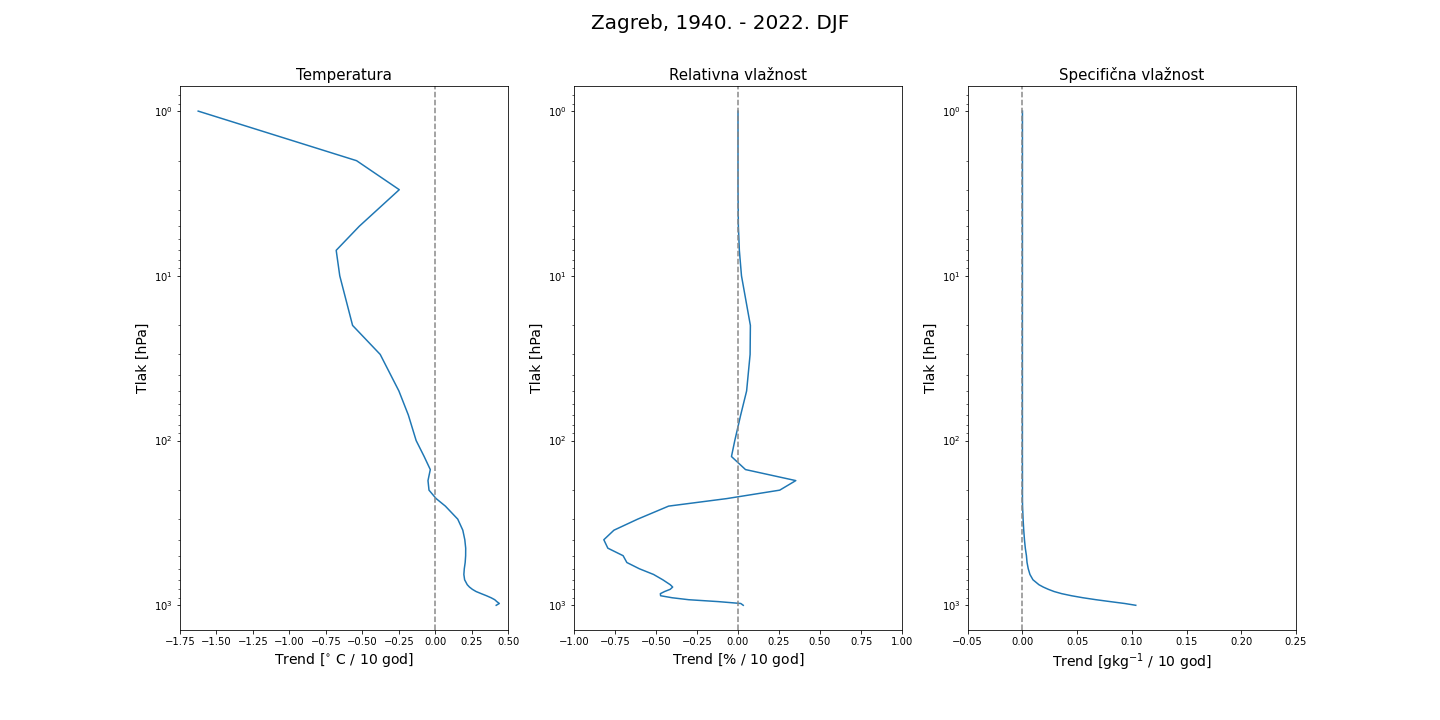 Zagreb, 1940. - 2022. DJF
Temperatura
Relativna vlažnost
Specifična vlažnost
Tlak [hPa]
10⁰
10¹
10²
10³
−1.75 −1.50 −1.25 −1.00 −0.75 −0.50 −0.25 0.00 0.25 0.50
Trend [° C / 10 god]
Tlak [hPa]
10⁰
10¹
10²
10³
−1.00 −0.75 −0.50 −0.25 0.00 0.25 0.50 0.75 1.00
Trend [% / 10 god]
Tlak [hPa]
10⁰
10¹
10²
10³
−0.05 0.00 0.05 0.10 0.15 0.20 0.25
Trend [gkg⁻¹ / 10 god]